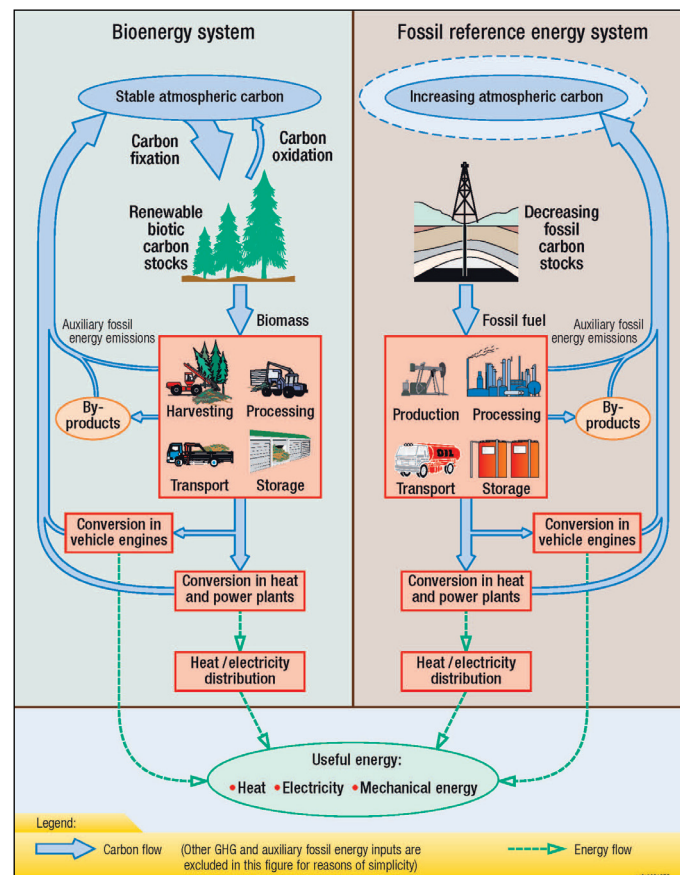 Bioenergy system
Stable atmospheric carbon
Carbon
fixation
Carbon
oxidation
Renewable
biotic
carbon
stocks
Biomass
Auxiliary fossil
energy emissions
Harvesting
Processing
By-
products
Transport
Storage
Conversion in
vehicle engines
Conversion in heat
and power plants
Heat / electricity
distribution
Fossil reference energy system
Increasing atmospheric carbon
Decreasing
fossil
carbon
stocks
Fossil fuel
Auxiliary fossil
energy emissions
Production
Processing
By-
products
OIL
Transport
Storage
Conversion in
vehicle engines
Conversion in heat
and power plants
Heat / electricity
distribution
Useful energy:
• Heat • Electricity • Mechanical energy
Legend:
Carbon flow
(Other GHG and auxiliary fossil energy inputs are
excluded in this figure for reasons of simplicity)
Energy flow